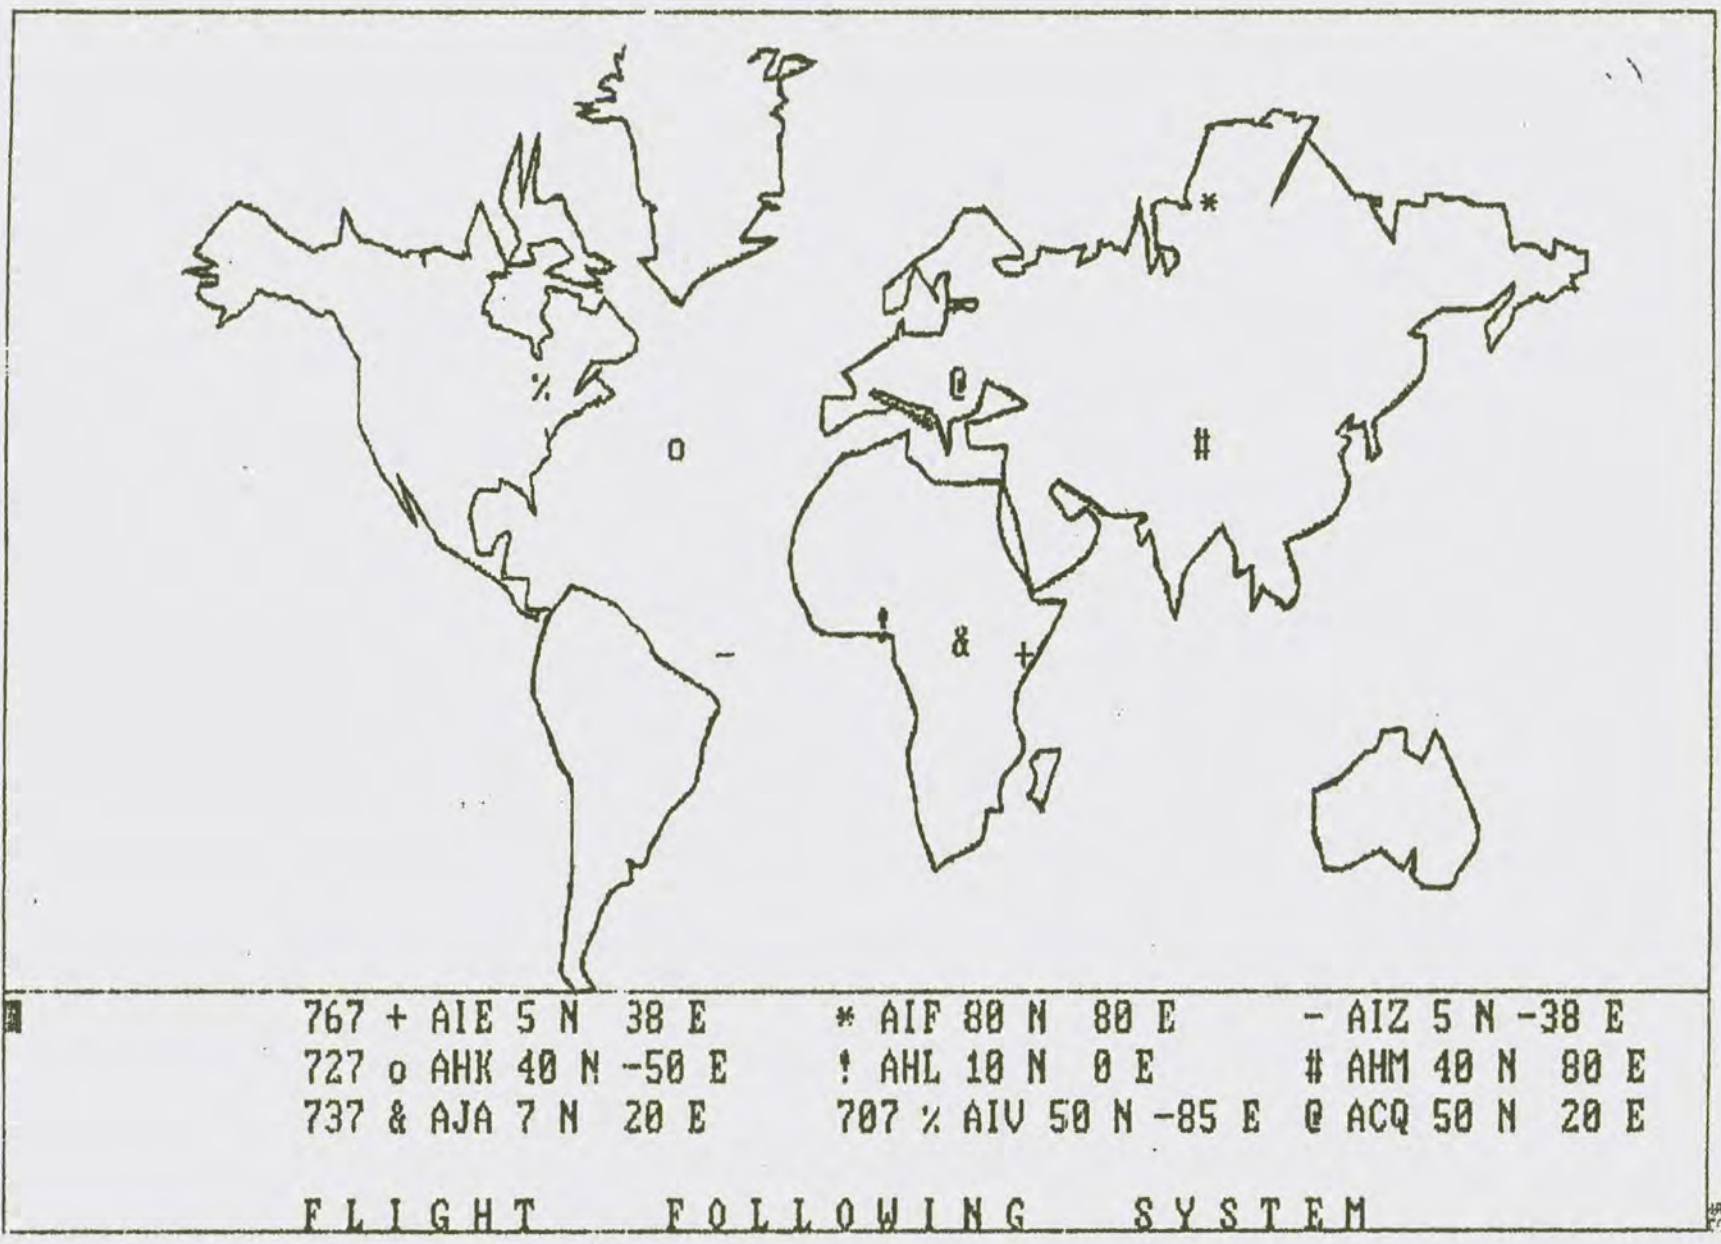 %
@
o
#
*
!
&
-
+
767 + AIE 5 N 38 E * AIF 80 N 80 E - AIZ 5 N -38 E
727 o AHK 40 N -50 E ! AHL 10 N 0 E # AHM 40 N 80 E
737 & AJA 7 N 20 E 707 % AIV 50 N -85 E @ ACQ 50 N 20 E
FLIGHT FOLLOWING SYSTEM